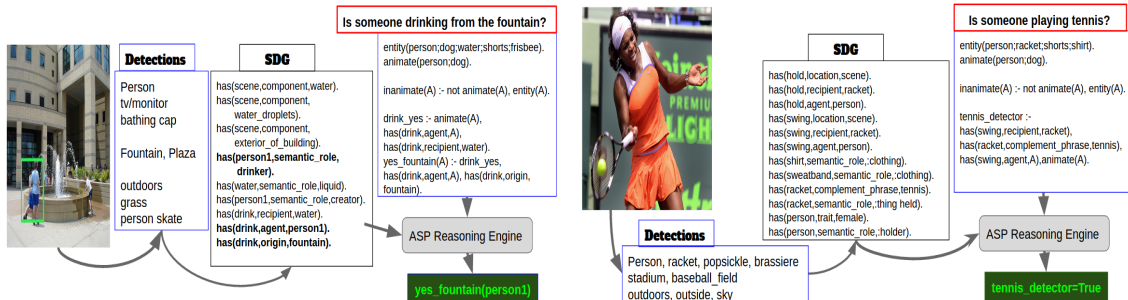 Is someone drinking from the fountain?
Detections
Person
tv/monitor
bathing cap
Fountain, Plaza
outdoors
grass
person skate
SDG
has(scene,component,water).
has(scene,component,
water_droplets).
has(scene,component,
exterior_of_building).
has(person1,semantic_role,
drinker).
has(water,semantic_role,liquid).
has(person1,semantic_role,creator).
has(drink,recipient,water).
has(drink,agent,person1).
has(drink,origin,fountain).
entity(person;dog;water;shorts;frisbee).
animate(person;dog).
inanimate(A) :- not animate(A), entity(A).
drink_yes :- animate(A),
has(drink,agent,A),
has(drink,recipient,water).
yes_fountain(A) :- drink_yes,
has(drink,agent,A), has(drink,origin,
fountain).
ASP Reasoning Engine
yes_fountain(person1)
PREMIU
LIGH
Detections
Person, racket, popsickle, brassiere
stadium, baseball_field
outdoors, outside, sky
SDG
has(hold,location,scene).
has(hold,recipient,racket).
has(hold,agent,person).
has(swing,location,scene).
has(swing,recipient,racket).
has(swing,agent,person).
has(shirt,semantic_role,:clothing).
has(sweatband,semantic_role,:clothing).
has(racket,complement_phrase,tennis).
has(racket,semantic_role,:thing held).
has(person,trait,female).
has(person,semantic_role,:holder).
Is someone playing tennis?
entity(person;racket;shorts;shirt).
animate(person;dog).
inanimate(A) :- not animate(A), entity(A).
tennis_detector :-
has(swing,recipient,racket),
has(racket,complement_phrase,tennis),
has(swing,agent,A),animate(A).
ASP Reasoning Engine
tennis_detector=True